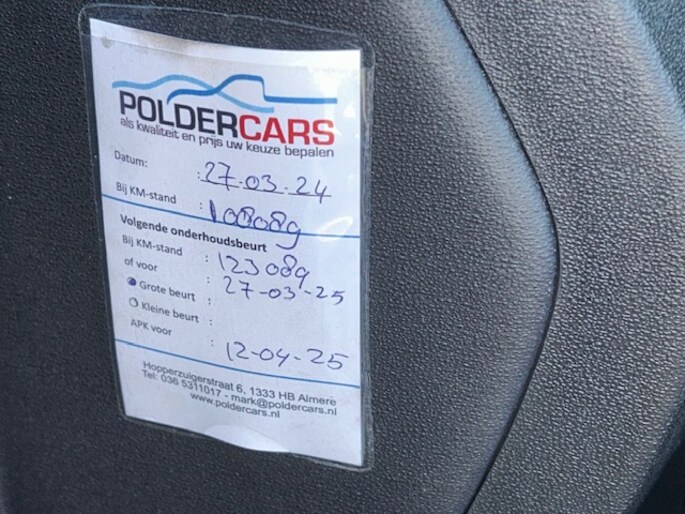 POLDERCARS
als kwaliteit en prijs uw keuze bepalen
Datum: : 27.03.24
Bij KM-stand : 108089
Volgende onderhoudsbeurt
Bij KM-stand : 123089
of voor : 27-03-25
Grote beurt :
Kleine beurt :
APK voor : 12-04-25
Hopperzuigerstraat 6, 1333 HB Almere
Tel: 036 5311017 - mark@poldercars.nl
www.poldercars.nl